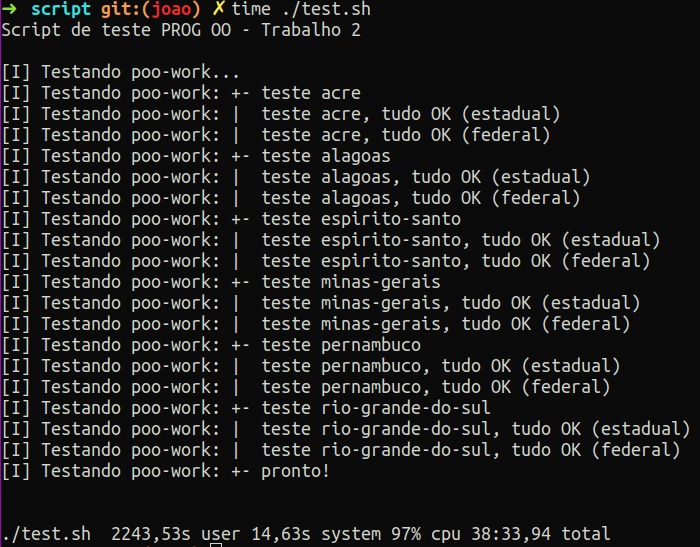 → script git:(joao) ✗ time ./test.sh
Script de teste PROG OO - Trabalho 2
[I] Testando poo-work...
[I] Testando poo-work: +- teste acre
[I] Testando poo-work: |  teste acre, tudo OK (estadual)
[I] Testando poo-work: |  teste acre, tudo OK (federal)
[I] Testando poo-work: +- teste alagoas
[I] Testando poo-work: |  teste alagoas, tudo OK (estadual)
[I] Testando poo-work: |  teste alagoas, tudo OK (federal)
[I] Testando poo-work: +- teste espirito-santo
[I] Testando poo-work: |  teste espirito-santo, tudo OK (estadual)
[I] Testando poo-work: |  teste espirito-santo, tudo OK (federal)
[I] Testando poo-work: +- teste minas-gerais
[I] Testando poo-work: |  teste minas-gerais, tudo OK (estadual)
[I] Testando poo-work: |  teste minas-gerais, tudo OK (federal)
[I] Testando poo-work: +- teste pernambuco
[I] Testando poo-work: |  teste pernambuco, tudo OK (estadual)
[I] Testando poo-work: |  teste pernambuco, tudo OK (federal)
[I] Testando poo-work: +- teste rio-grande-do-sul
[I] Testando poo-work: |  teste rio-grande-do-sul, tudo OK (estadual)
[I] Testando poo-work: |  teste rio-grande-do-sul, tudo OK (federal)
[I] Testando poo-work: +- pronto!
./test.sh  2243,53s user 14,63s system 97% cpu 38:33,94 total